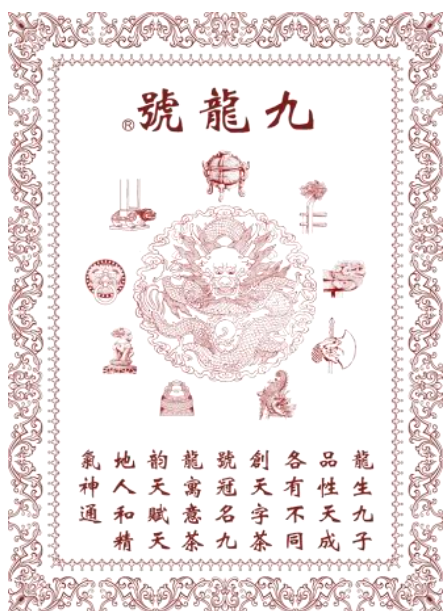 九龍號®
龍生九子
品性天成
各有不同
創天字茶
號冠名九
龍寓意茶
韵天賦天
地人和精
氣神通